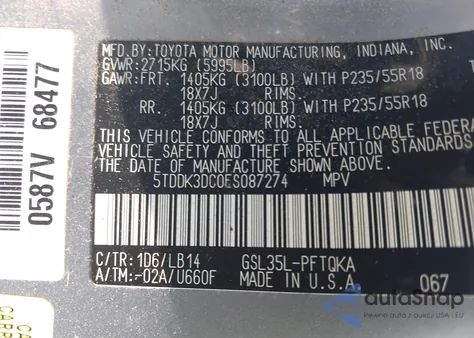 MFD.BY: TOYOTA MOTOR MANUFACTURING, INDIANA, INC.
GVWR:2715KG (5995LB)
GAWR:FRT. 1405KG (3100LB) WITH P235/55R18
18X7J RIMS.
RR. 1405KG (3100LB) WITH P235/55R18
18X7J RIMS.
THIS VEHICLE CONFORMS TO ALL APPLICABLE FEDERA
VEHICLE SAFETY AND THEFT PREVENTION STANDARDS
THE DATE OF MANUFACTURE SHOWN ABOVE.
5TDDK3DC0ES087274 MPV
C/TR:1D6/LB14 GSL35L-PFTQKA
A/TM:-02A/U660F MADE IN U.S.A. 067
0587V 68477
autoSnap